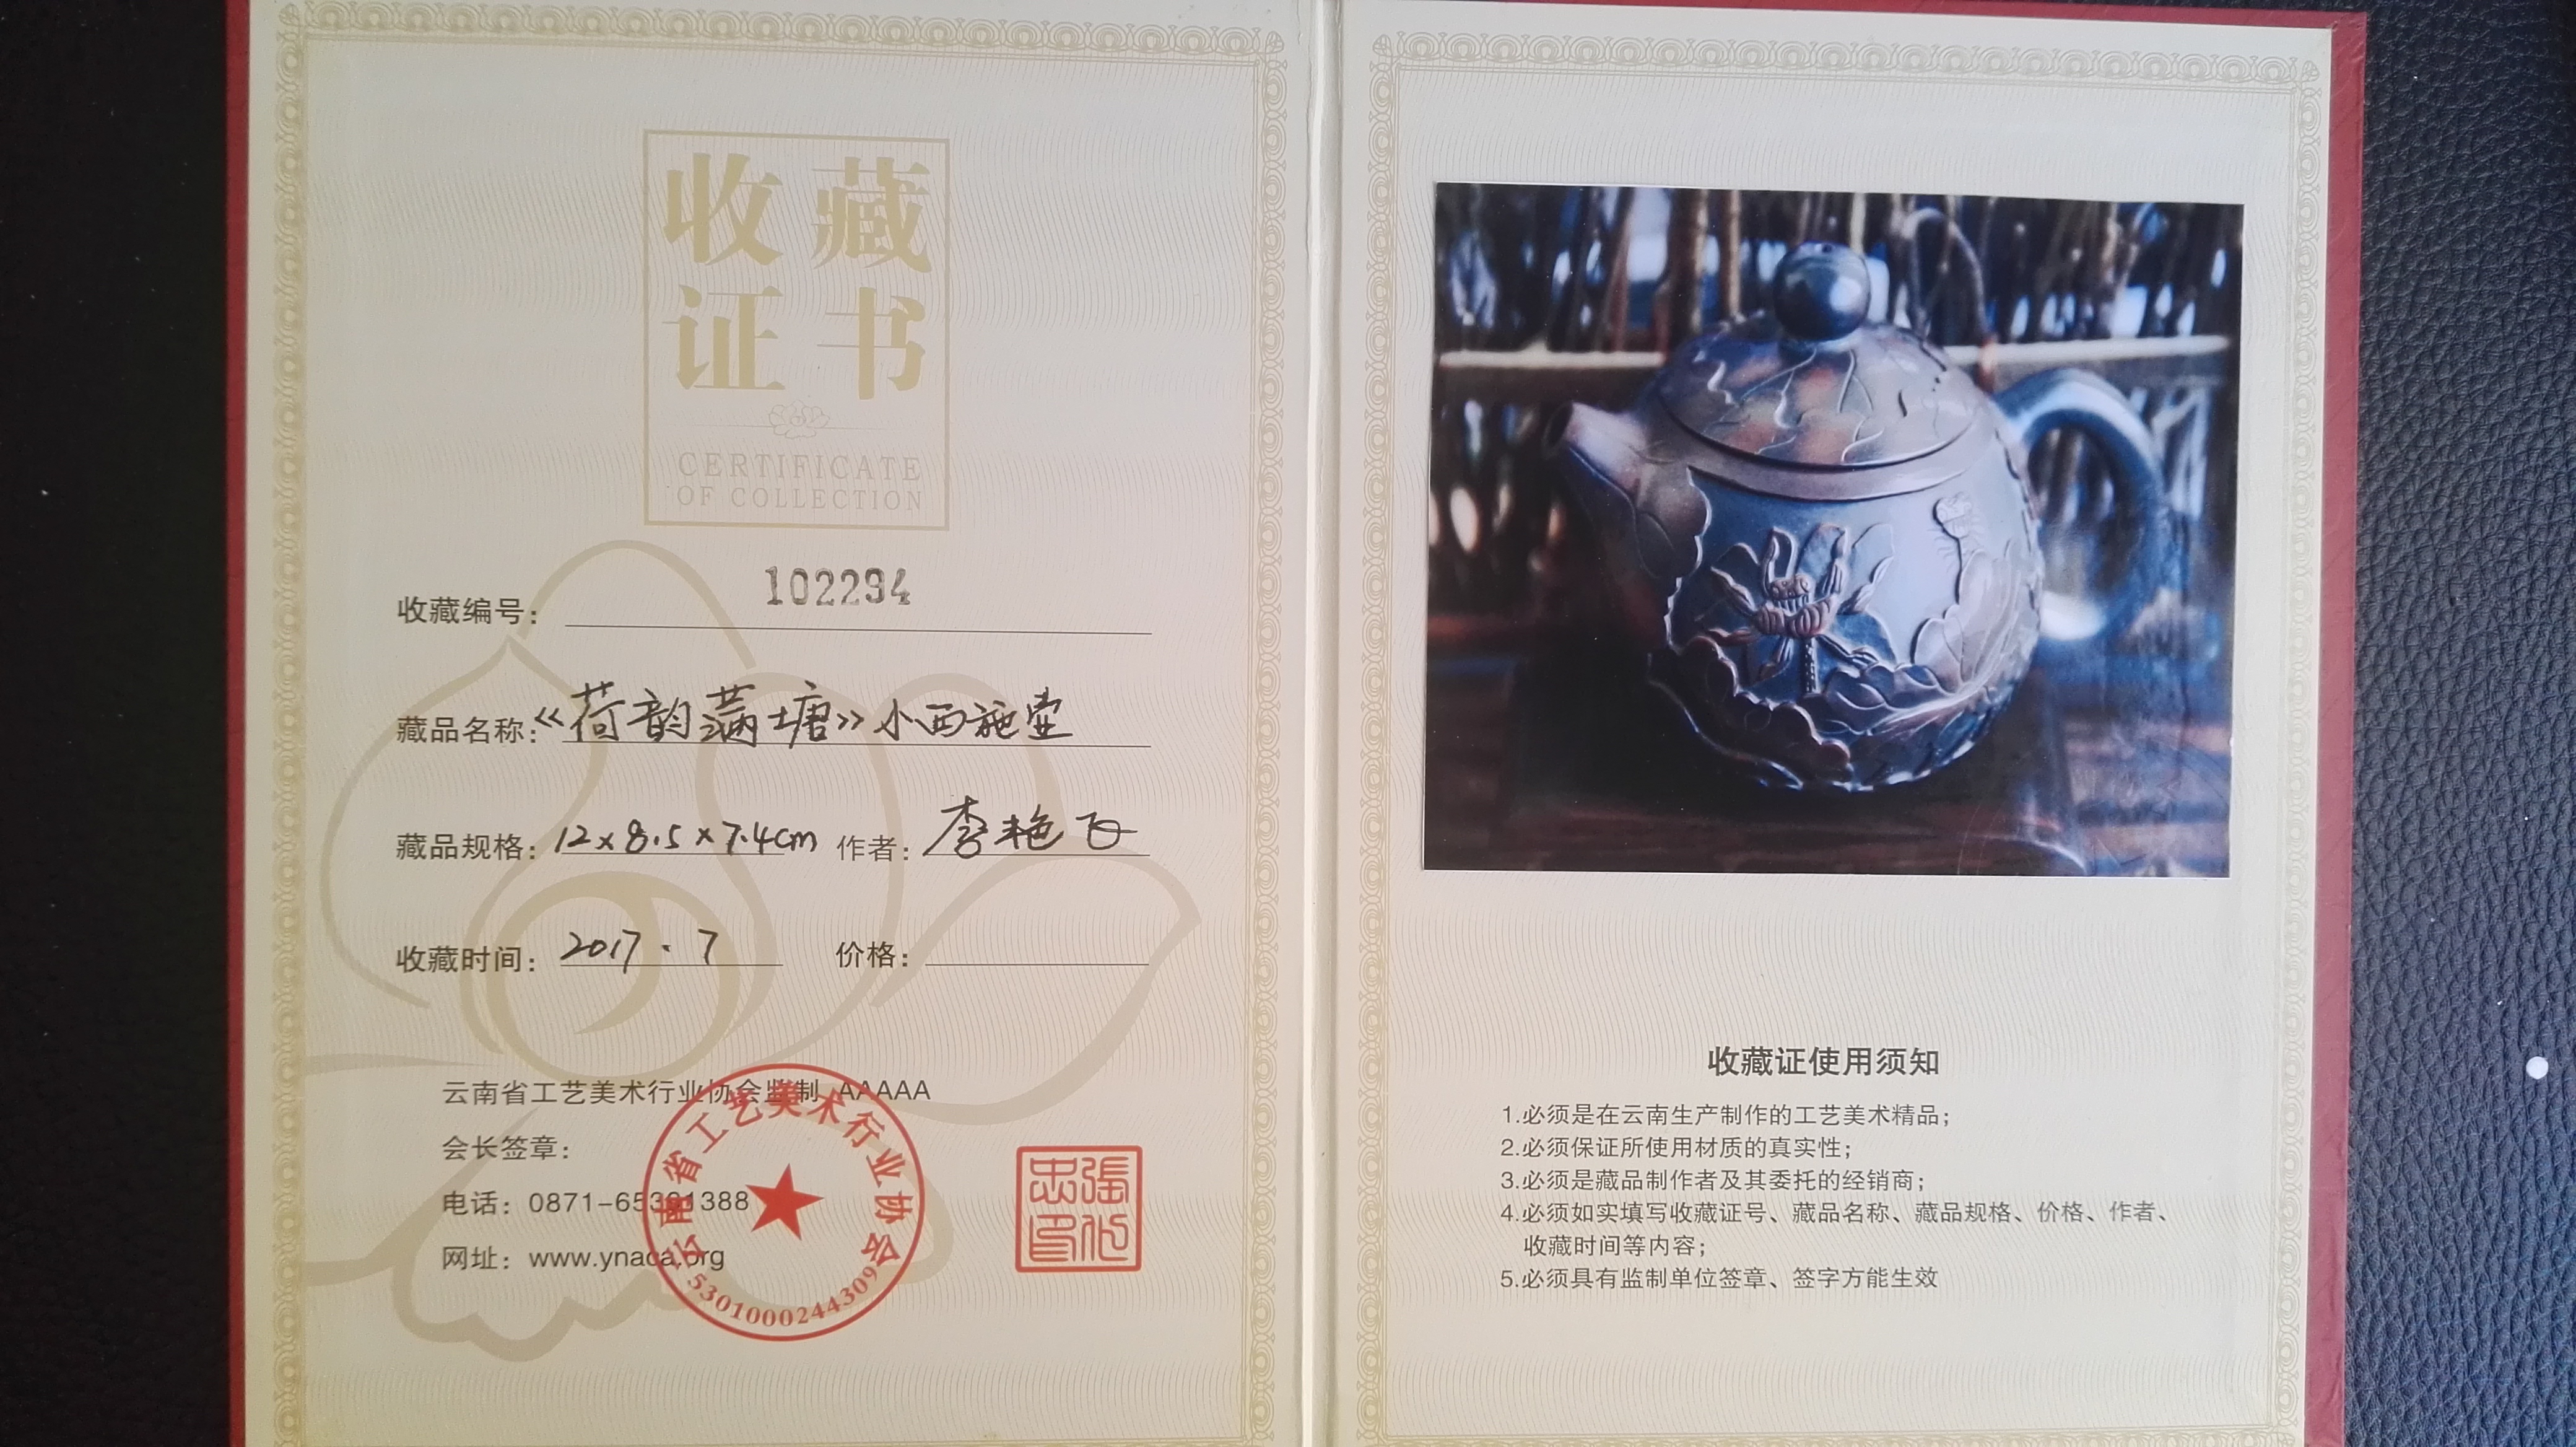 收藏
证书
CERTIFICATE
OF COLLECTION
收藏编号: 102294
藏品名称:《荷韵满塘》小西施壶
藏品规格: 12x8.5x7.4cm 作者: 李艳飞
收藏时间: 2017.7 价格:
云南省工艺美术行业协会监制 AAAAA
会长签章:
电话: 0871-65391388
网址: www.ynaca.org
云南省工艺美术行业协会
5301000244309
收藏证使用须知
1.必须是在云南生产制作的工艺美术精品;
2.必须保证所使用材质的真实性;
3.必须是藏品制作者及其委托的经销商;
4.必须如实填写收藏证号、藏品名称、藏品规格、价格、作者、
收藏时间等内容;
5.必须具有监制单位签章、签字方能生效